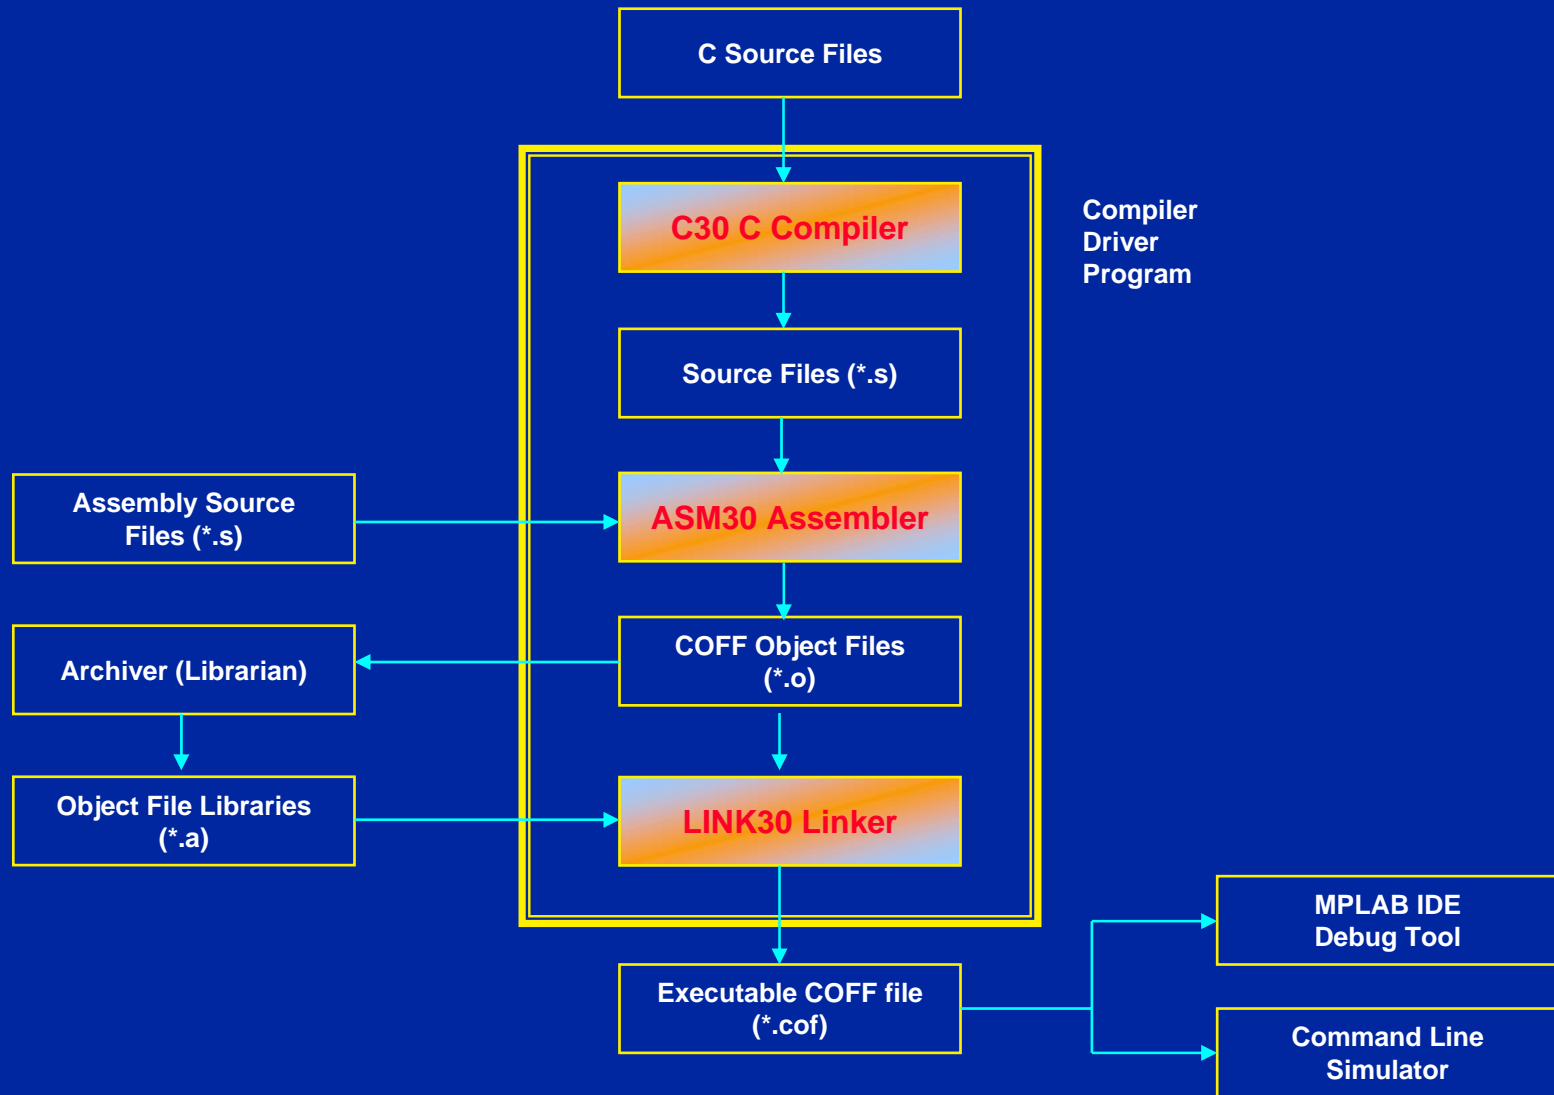 C Source Files
C30 C Compiler
Compiler
Driver
Program
Source Files (*.s)
Assembly Source
Files (*.s)
ASM30 Assembler
COFF Object Files
(*.o)
Archiver (Librarian)
Object File Libraries
(*.a)
LINK30 Linker
MPLAB IDE
Debug Tool
Executable COFF file
(*.cof)
Command Line
Simulator